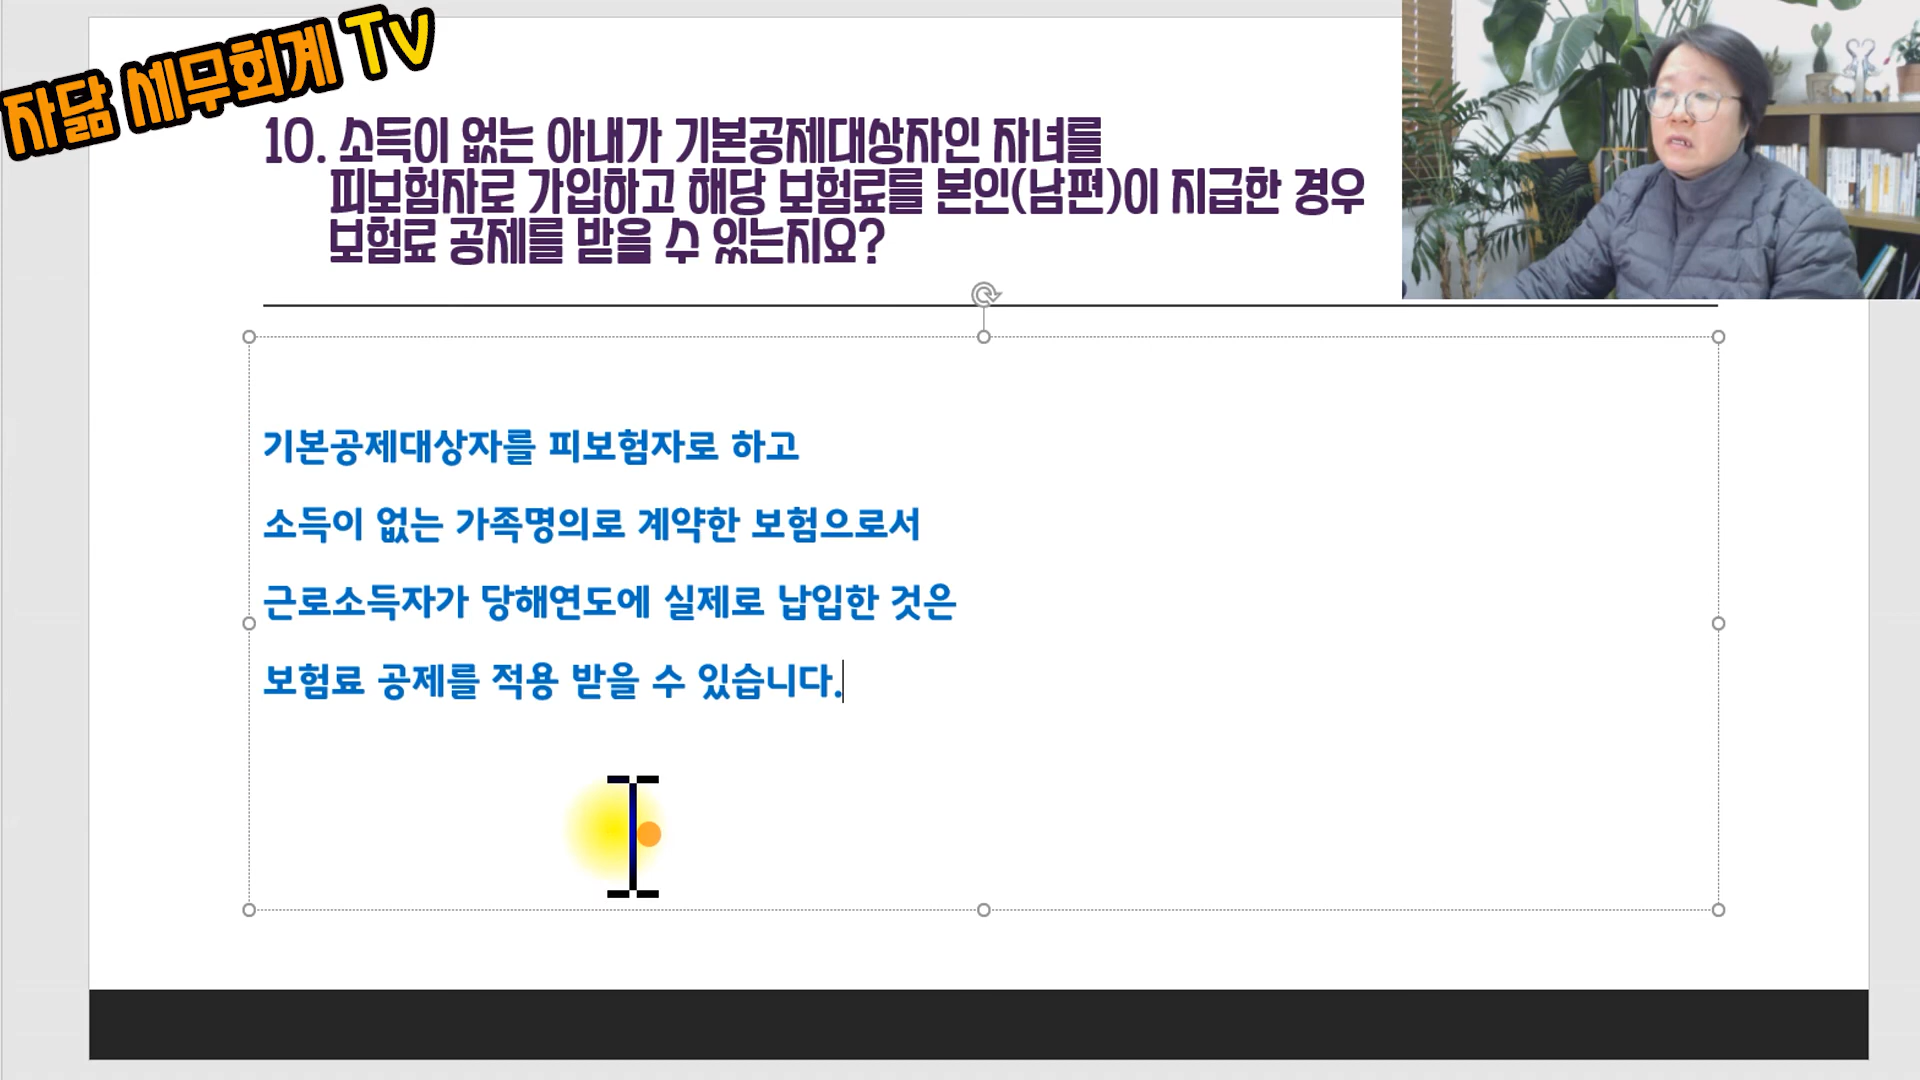 자닮 세무회계 TV
10. 소득이 없는 아내가 기본공제대상자인 자녀를
피보험자로 가입하고 해당 보험료를 본인(남편)이 지급한 경우
보험료 공제를 받을 수 있는지요?
기본공제대상자를 피보험자로 하고
소득이 없는 가족명의로 계약한 보험으로서
근로소득자가 당해연도에 실제로 납입한 것은
보험료 공제를 적용 받을 수 있습니다.